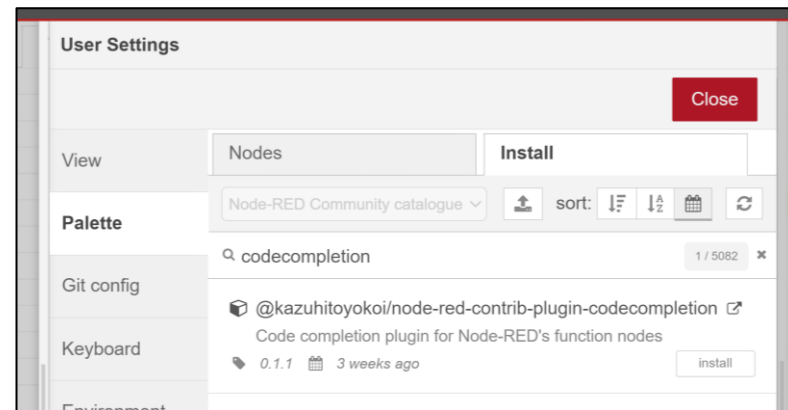 User Settings
Close
View
Nodes
Install
Node-RED Community catalogue
sort:
Palette
codecompletion
1 / 5082
Git config
@kazuhitoyokoi/node-red-contrib-plugin-codecompletion
Code completion plugin for Node-RED's function nodes
Keyboard
0.1.1 3 weeks ago
install
Environment